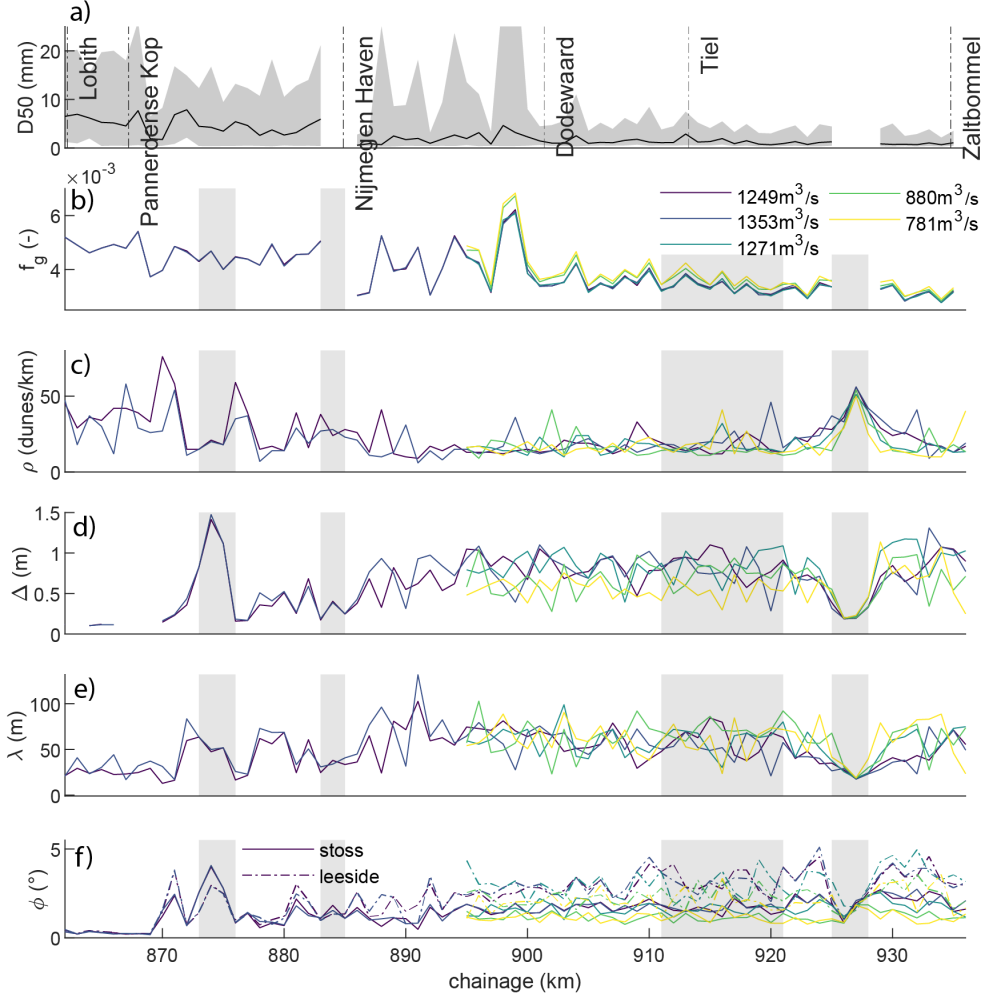 a)
D50 (mm)
20
10
0
Lobith
Pannerdense Kop
Nijmegen Haven
Dodewaard
Tiel
Zaltbommel
×10⁻³
b)
f_g (-)
6
4
1249m³/s
1353m³/s
1271m³/s
880m³/s
781m³/s
c)
ρ (dunes/km)
50
0
d)
Δ (m)
1.5
1
0.5
0
e)
λ (m)
100
50
0
f)
ϕ (°)
5
0
stoss
leeside
870
880
890
900
910
920
930
chainage (km)